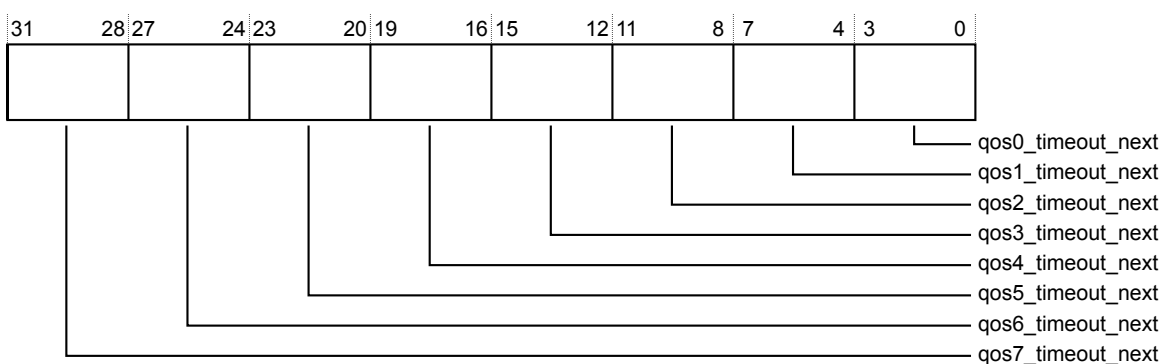 31 28 27 24 23 20 19 16 15 12 11 8 7 4 3 0
qos0_timeout_next
qos1_timeout_next
qos2_timeout_next
qos3_timeout_next
qos4_timeout_next
qos5_timeout_next
qos6_timeout_next
qos7_timeout_next